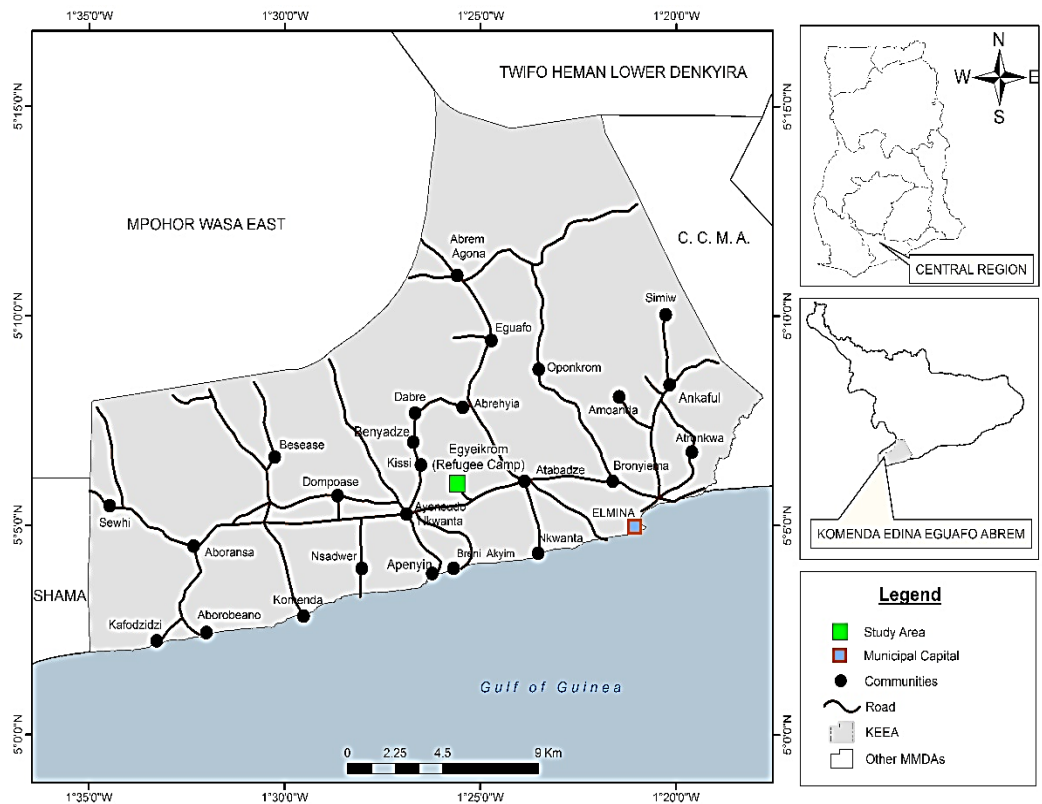 1°35'0"W
1°30'0"W
1°25'0"W
1°20'0"W
5°15'0"N
5°10'0"N
5°5'0"N
5°0'0"N
TWIFO HEMAN LOWER DENKYIRA
MPOHOR WASA EAST
C. C. M. A.
Abrem
Agona
Simiw
Eguafo
Oponkrom
Ankaful
Dabre
Abrehyia
Amoanda
Benyadze
Egyeikrom
(Refugee Camp)
Atronkwa
Besease
Kissi
Atabadze
Bronyiema
Dompoase
Ayensudo
Nkwanta
ELMINA
Sewhi
Aboransa
Nsadwer
Apenyin
Breni Akyim
Nkwanta
SHAMA
Komenda
Kafodzidzi
Aborobeano
Gulf of Guinea
0 2.25 4.5 9 Km
1°35'0"W
1°30'0"W
1°25'0"W
1°20'0"W
5°15'0"N
5°10'0"N
5°5'0"N
5°0'0"N
N
W E
S
CENTRAL REGION
KOMENDA EDINA EGUAFO ABREM
Legend
Study Area
Municipal Capital
Communities
Road
KEEA
Other MMDAs